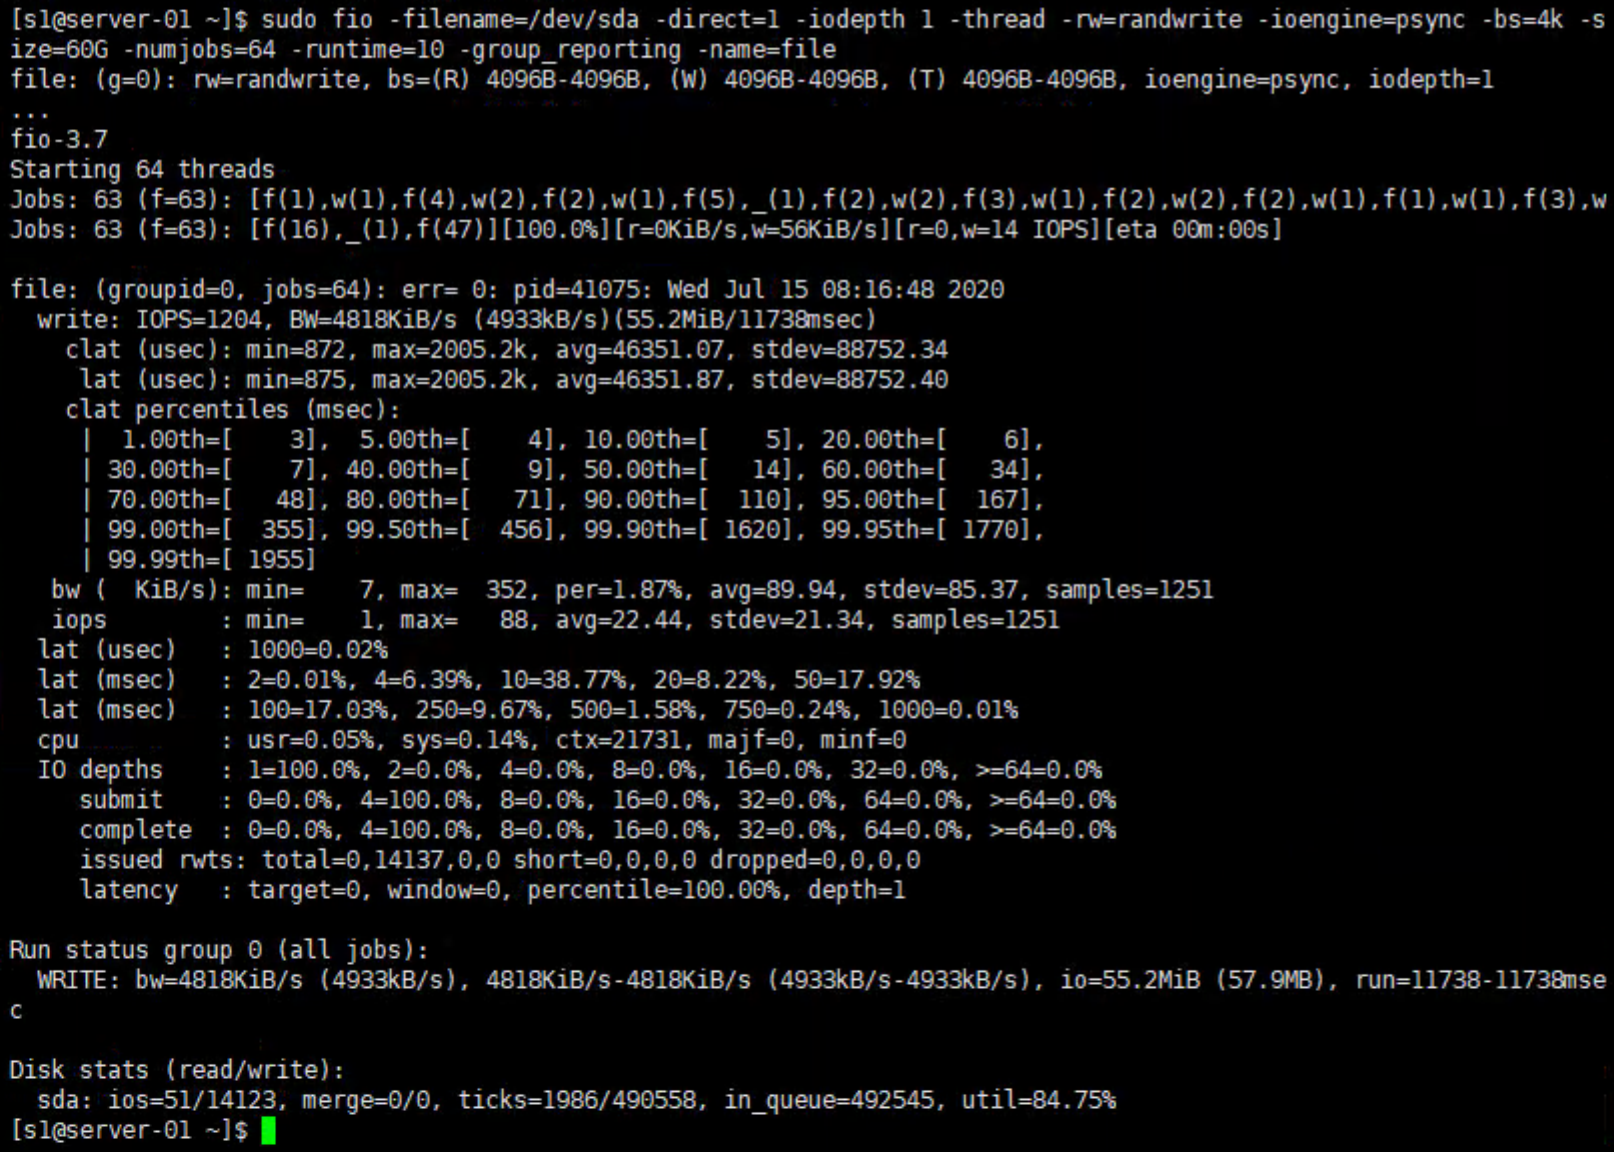 [s1@server-01 ~]$ sudo fio -filename=/dev/sda -direct=1 -iodepth 1 -thread -rw=randwrite -ioengine=psync -bs=4k -s
ize=60G -numjobs=64 -runtime=10 -group_reporting -name=file
file: (g=0): rw=randwrite, bs=(R) 4096B-4096B, (W) 4096B-4096B, (T) 4096B-4096B, ioengine=psync, iodepth=1
...
fio-3.7
Starting 64 threads
Jobs: 63 (f=63): [f(1),w(1),f(4),w(2),f(2),w(1),f(5),_(1),f(2),w(2),f(3),w(1),f(2),w(2),f(2),w(1),f(1),w(1),f(3),w
Jobs: 63 (f=63): [f(16),_(1),f(47)][100.0%][r=0KiB/s,w=56KiB/s][r=0,w=14 IOPS][eta 00m:00s]

file: (groupid=0, jobs=64): err= 0: pid=41075: Wed Jul 15 08:16:48 2020
  write: IOPS=1204, BW=4818KiB/s (4933kB/s)(55.2MiB/11738msec)
    clat (usec): min=872, max=2005.2k, avg=46351.07, stdev=88752.34
     lat (usec): min=875, max=2005.2k, avg=46351.87, stdev=88752.40
    clat percentiles (msec):
     |  1.00th=[    3],  5.00th=[    4], 10.00th=[    5], 20.00th=[    6],
     | 30.00th=[    7], 40.00th=[    9], 50.00th=[   14], 60.00th=[   34],
     | 70.00th=[   48], 80.00th=[   71], 90.00th=[  110], 95.00th=[  167],
     | 99.00th=[  355], 99.50th=[  456], 99.90th=[ 1620], 99.95th=[ 1770],
     | 99.99th=[ 1955]
   bw (  KiB/s): min=    7, max=  352, per=1.87%, avg=89.94, stdev=85.37, samples=1251
   iops        : min=    1, max=   88, avg=22.44, stdev=21.34, samples=1251
  lat (usec)   : 1000=0.02%
  lat (msec)   : 2=0.01%, 4=6.39%, 10=38.77%, 20=8.22%, 50=17.92%
  lat (msec)   : 100=17.03%, 250=9.67%, 500=1.58%, 750=0.24%, 1000=0.01%
  cpu          : usr=0.05%, sys=0.14%, ctx=21731, majf=0, minf=0
  IO depths    : 1=100.0%, 2=0.0%, 4=0.0%, 8=0.0%, 16=0.0%, 32=0.0%, >=64=0.0%
     submit    : 0=0.0%, 4=100.0%, 8=0.0%, 16=0.0%, 32=0.0%, 64=0.0%, >=64=0.0%
     complete  : 0=0.0%, 4=100.0%, 8=0.0%, 16=0.0%, 32=0.0%, 64=0.0%, >=64=0.0%
     issued rwts: total=0,14137,0,0 short=0,0,0,0 dropped=0,0,0,0
     latency   : target=0, window=0, percentile=100.00%, depth=1

Run status group 0 (all jobs):
  WRITE: bw=4818KiB/s (4933kB/s), 4818KiB/s-4818KiB/s (4933kB/s-4933kB/s), io=55.2MiB (57.9MB), run=11738-11738mse
c

Disk stats (read/write):
  sda: ios=51/14123, merge=0/0, ticks=1986/490558, in_queue=492545, util=84.75%
[s1@server-01 ~]$